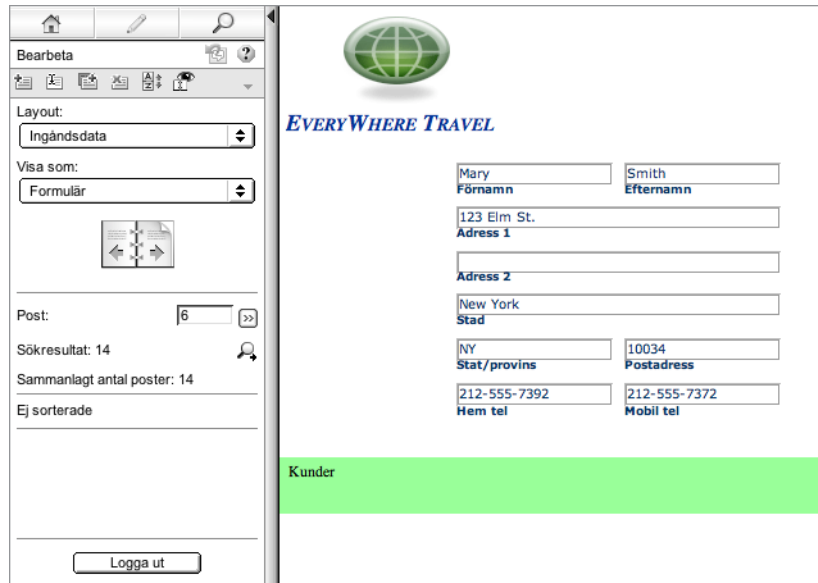 Bearbeta
Layout:
Ingåndsdata
Visa som:
Formulär
Post: 6
Sökresultat: 14
Sammanlagt antal poster: 14
Ej sorterade
Logga ut
EVERYWHERE TRAVEL
Mary Smith
Förnamn Efternamn
123 Elm St.
Adress 1
Adress 2
New York
Stad
NY 10034
Stat/provins Postadress
212-555-7392 212-555-7372
Hem tel Mobil tel
Kunder